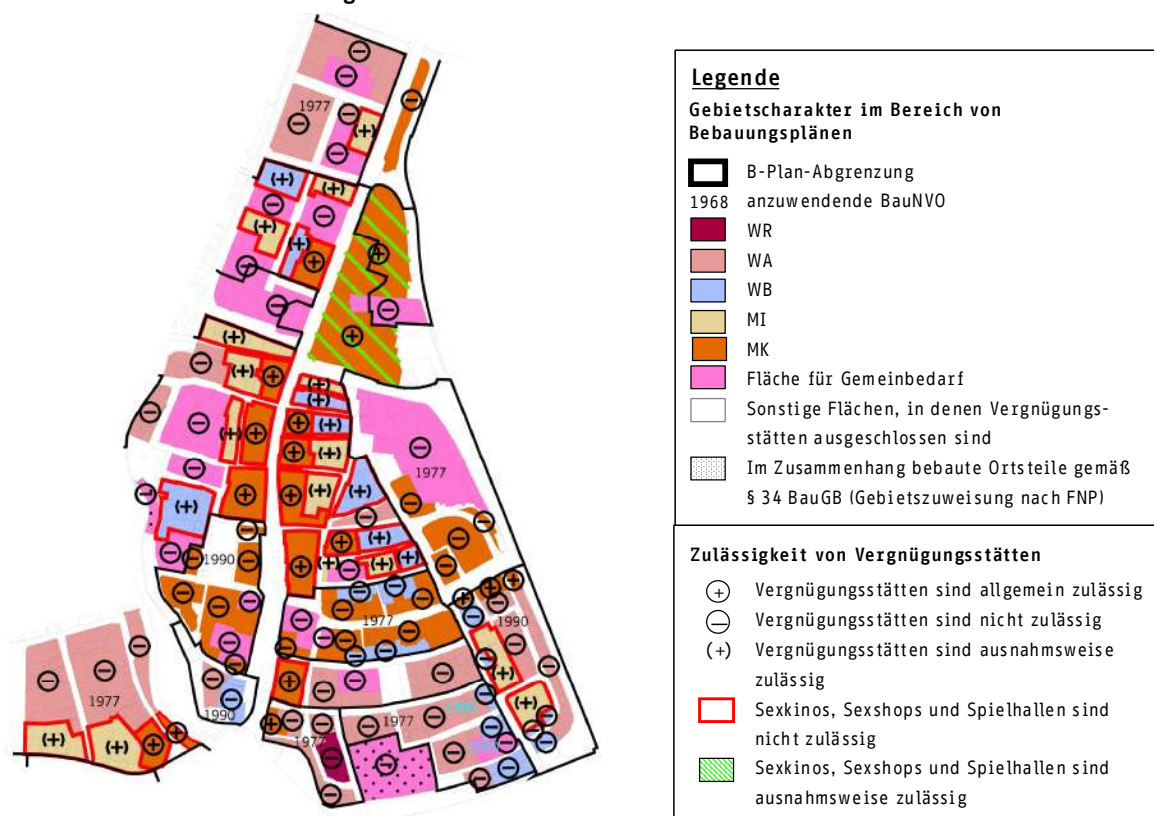 Legende
Gebietscharakter im Bereich von
Bebauungsplänen
B-Plan-Abgrenzung
1968 anzuwendende BauNVO
WR
WA
WB
MI
MK
Fläche für Gemeinbedarf
Sonstige Flächen, in denen Vergnügungs-
stätten ausgeschlossen sind
Im Zusammenhang bebaute Ortsteile gemäß
§ 34 BauGB (Gebietszuweisung nach FNP)
Zulässigkeit von Vergnügungsstätten
(+) Vergnügungsstätten sind allgemein zulässig
(−) Vergnügungsstätten sind nicht zulässig
(+) Vergnügungsstätten sind ausnahmsweise
zulässig
Sexkinos, Sexshops und Spielhallen sind
nicht zulässig
Sexkinos, Sexshops und Spielhallen sind
ausnahmsweise zulässig
1977
1977
1990
1977
1990
1977
1990
1977
1977